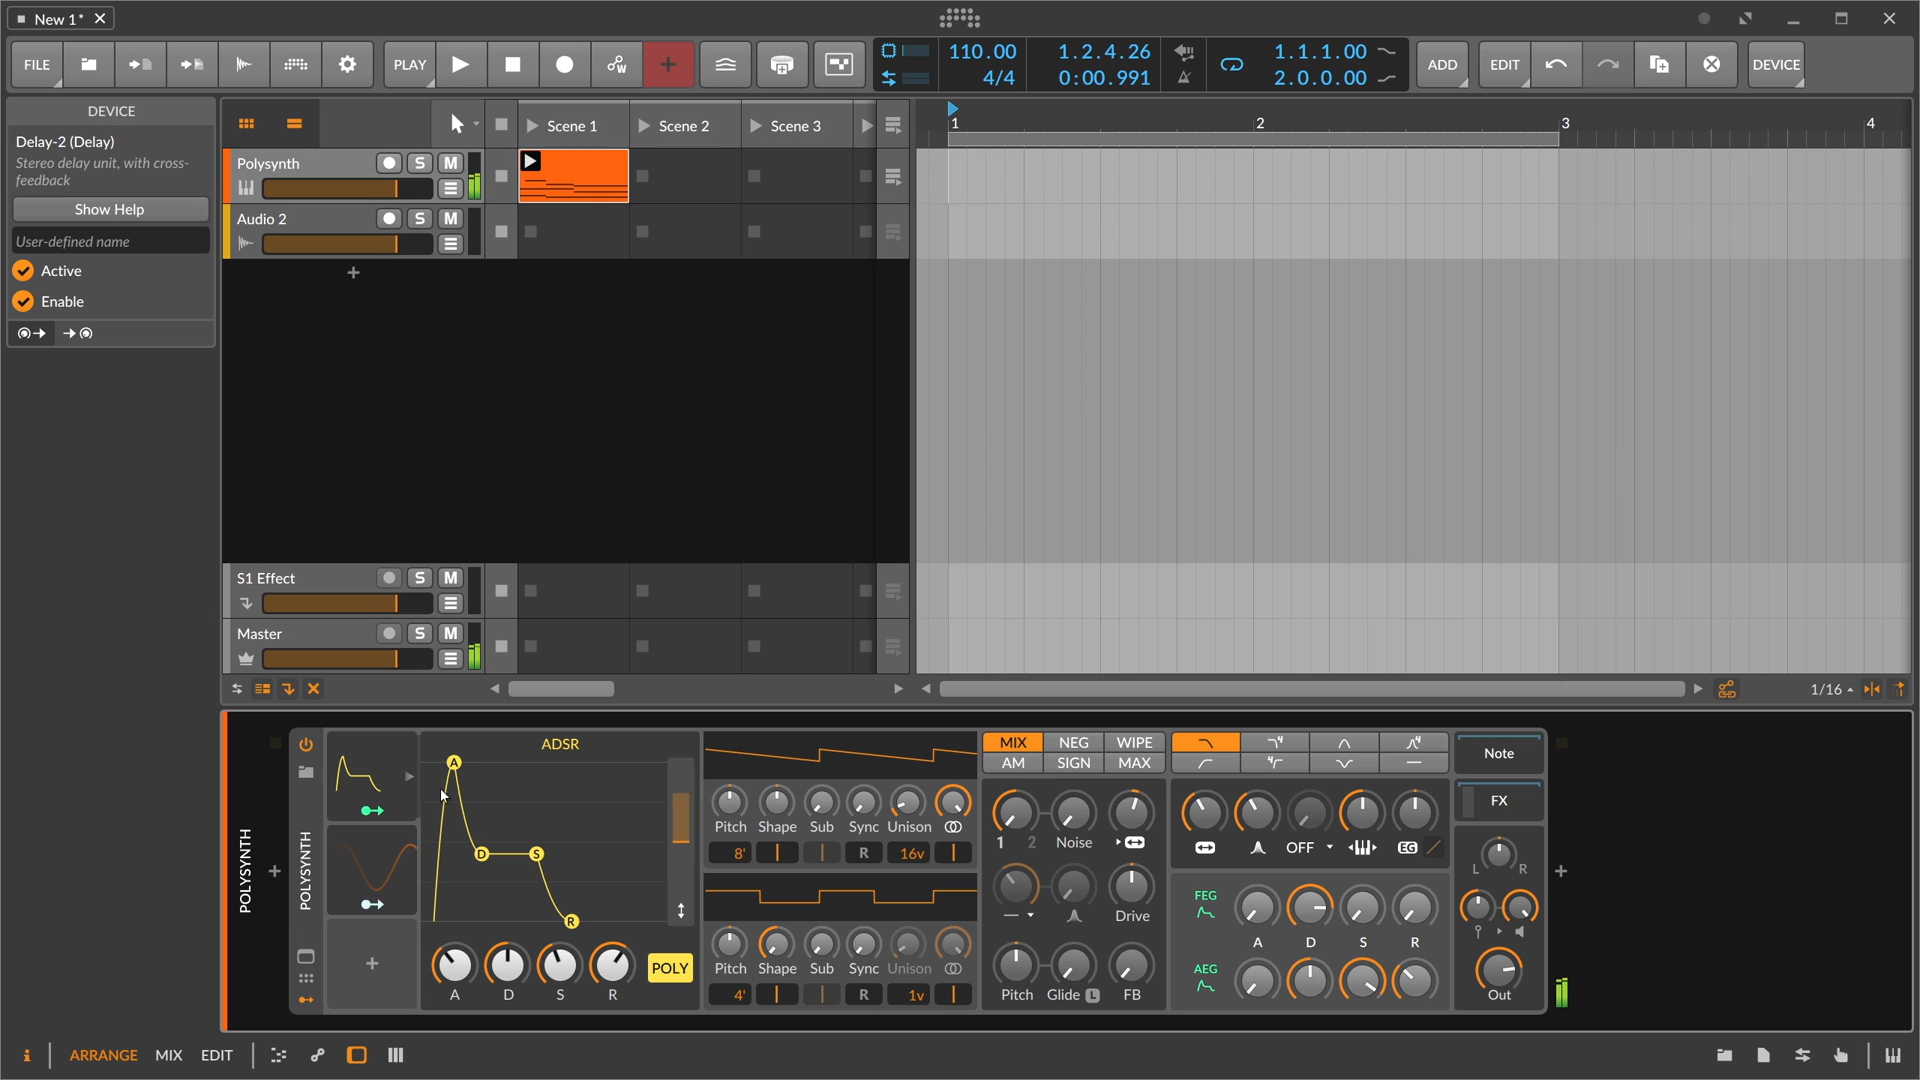 New 1*
FILE
PLAY
110.00
4/4
1.2.4.26
0:00.991
1.1.1.00
2.0.0.00
ADD
EDIT
DEVICE
DEVICE
Delay-2 (Delay)
Stereo delay unit, with cross-
feedback
Show Help
User-defined name
Active
Enable
Scene 1
Scene 2
Scene 3
1
2
3
4
Polysynth
S
M
Audio 2
S
M
S1 Effect
S
M
Master
S
M
1/16
POLYSYNTH
POLYSYNTH
ADSR
A
D
S
R
A
D
S
R
POLY
Pitch
Shape
Sub
Sync
Unison
8'
R
16v
Pitch
Shape
Sub
Sync
Unison
4'
R
1v
MIX
NEG
WIPE
AM
SIGN
MAX
1
2
Noise
Drive
Pitch
Glide
L
FB
4
4
4
OFF
EG
FEG
A
D
S
R
AEG
Note
FX
L
R
Out
i
ARRANGE
MIX
EDIT